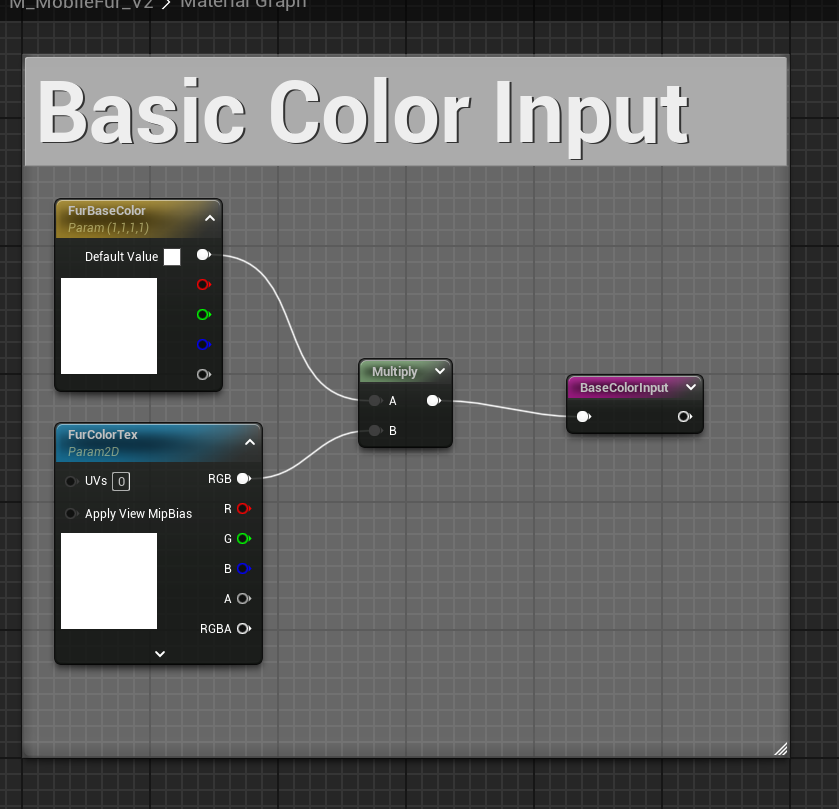 M_MobileFur_V2 > Material Graph
Basic Color Input
FurBaseColor
Param (1,1,1,1)
Default Value
FurColorTex
Param2D
UVs 0
RGB
Apply View MipBias
R
G
B
A
RGBA
Multiply
A
B
BaseColorInput